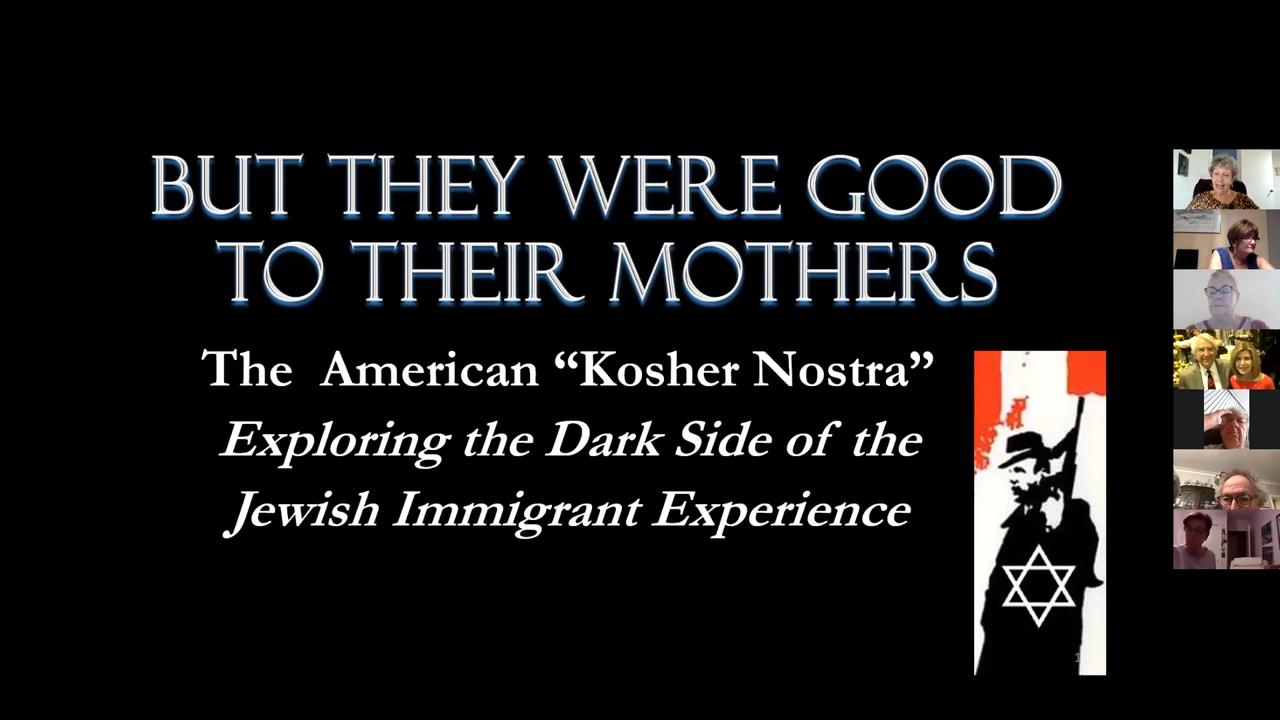 BUT THEY WERE GOOD
TO THEIR MOTHERS
The American “Kosher Nostra”
Exploring the Dark Side of the
Jewish Immigrant Experience
1